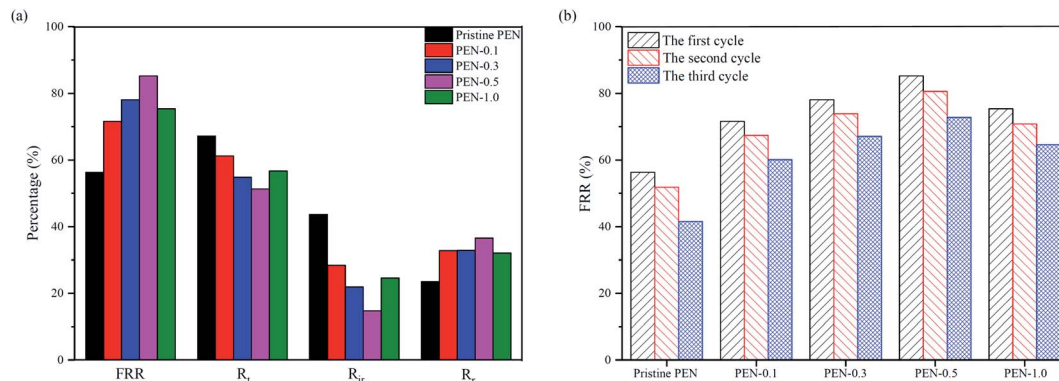 (a)
100
80
60
40
20
0
Percentage (%)
Pristine PEN
PEN-0.1
PEN-0.3
PEN-0.5
PEN-1.0
FRR
Rt
Rir
Rr
(b)
100
80
60
40
20
0
FRR (%)
The first cycle
The second cycle
The third cycle
Pristine PEN
PEN-0.1
PEN-0.3
PEN-0.5
PEN-1.0